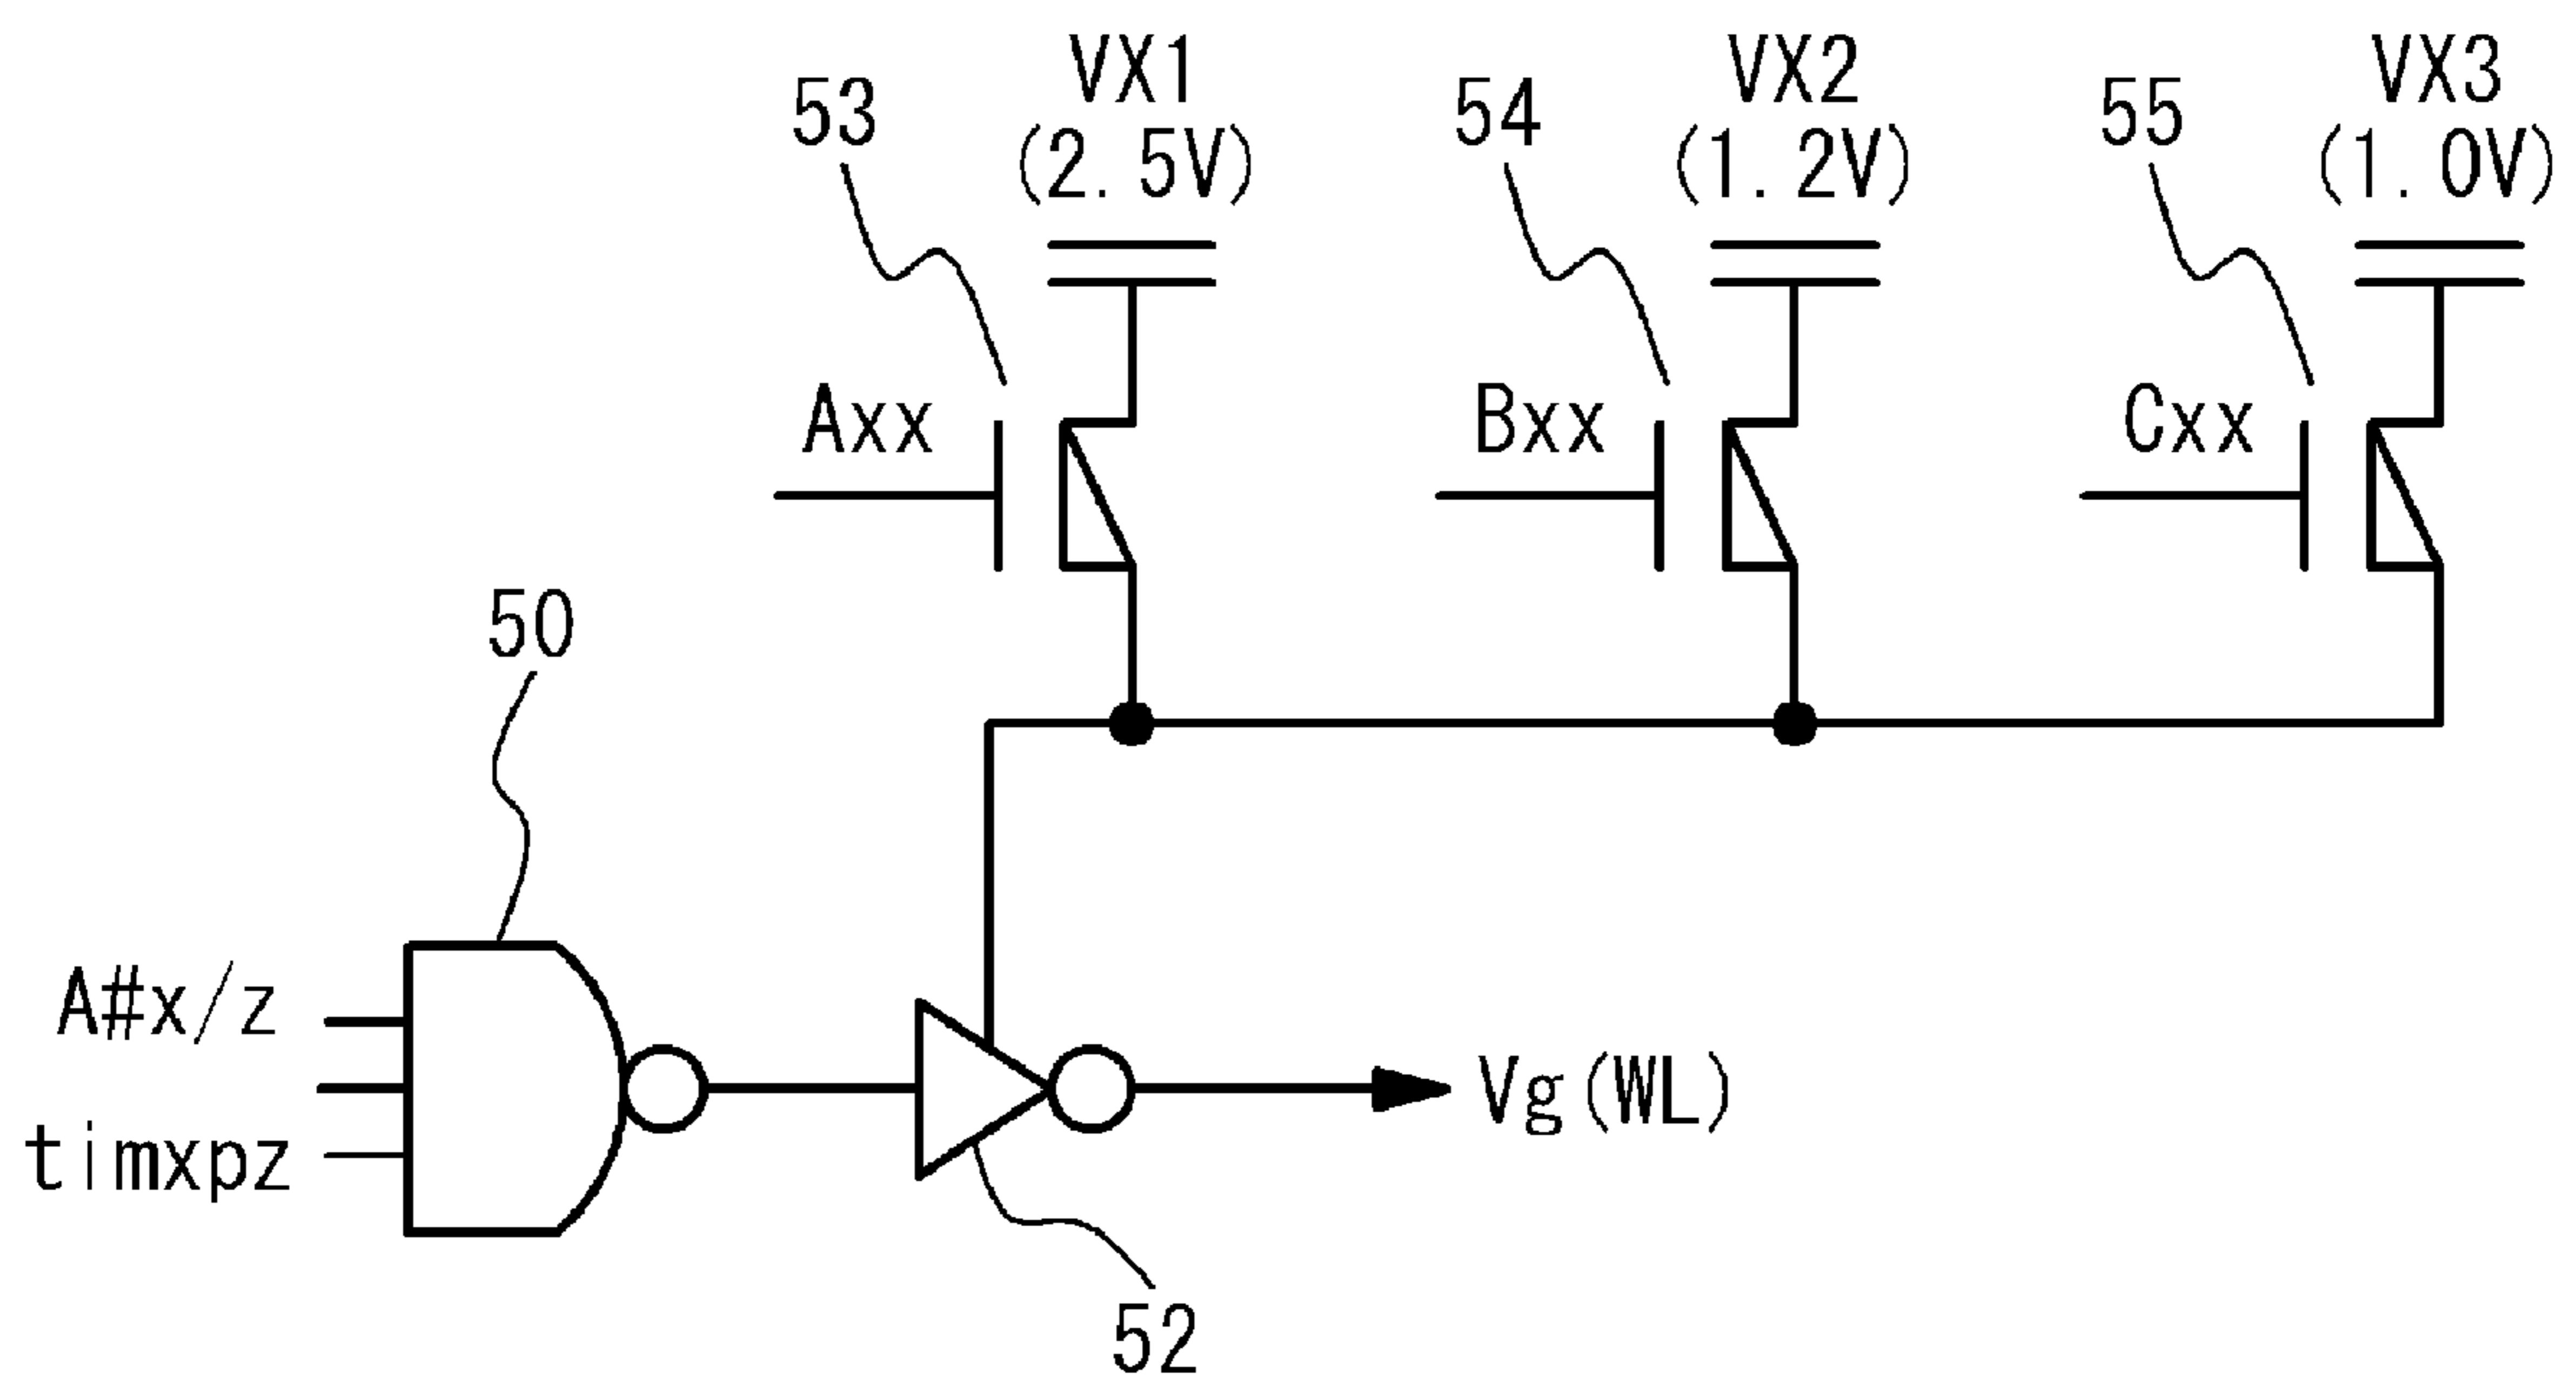 53
VX1
(2.5V)
54
VX2
(1.2V)
55
VX3
(1.0V)
Axx
Bxx
Cxx
50
A#x/z
timxpz
Vg(WL)
52